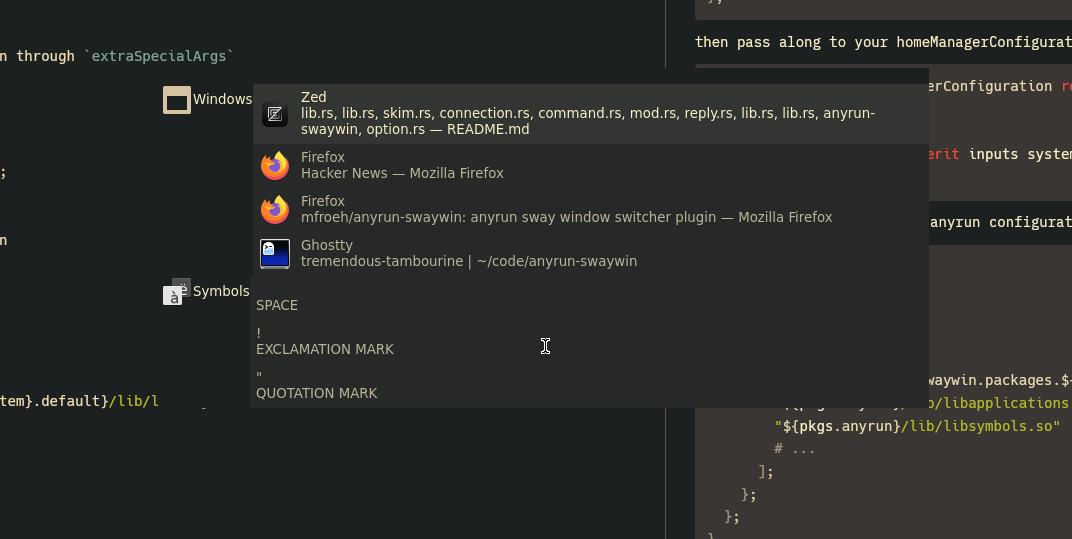 };
n through `extraSpecialArgs`
then pass along to your homeManagerConfigurat
Windows
Zed
lib.rs, lib.rs, skim.rs, connection.rs, command.rs, mod.rs, reply.rs, lib.rs, lib.rs, anyrun-
swaywin, option.rs — README.md
erConfiguration re
Firefox
Hacker News — Mozilla Firefox
erit inputs system
;
Firefox
mfroeh/anyrun-swaywin: anyrun sway window switcher plugin — Mozilla Firefox
anyrun configurat
n
Ghostty
tremendous-tambourine | ~/code/anyrun-swaywin
Symbols
SPACE
!
EXCLAMATION MARK
"
QUOTATION MARK
waywin.packages.${
tem}.default}/lib/l
/libapplications
"${pkgs.anyrun}/lib/libsymbols.so"
# ...
];
};
};